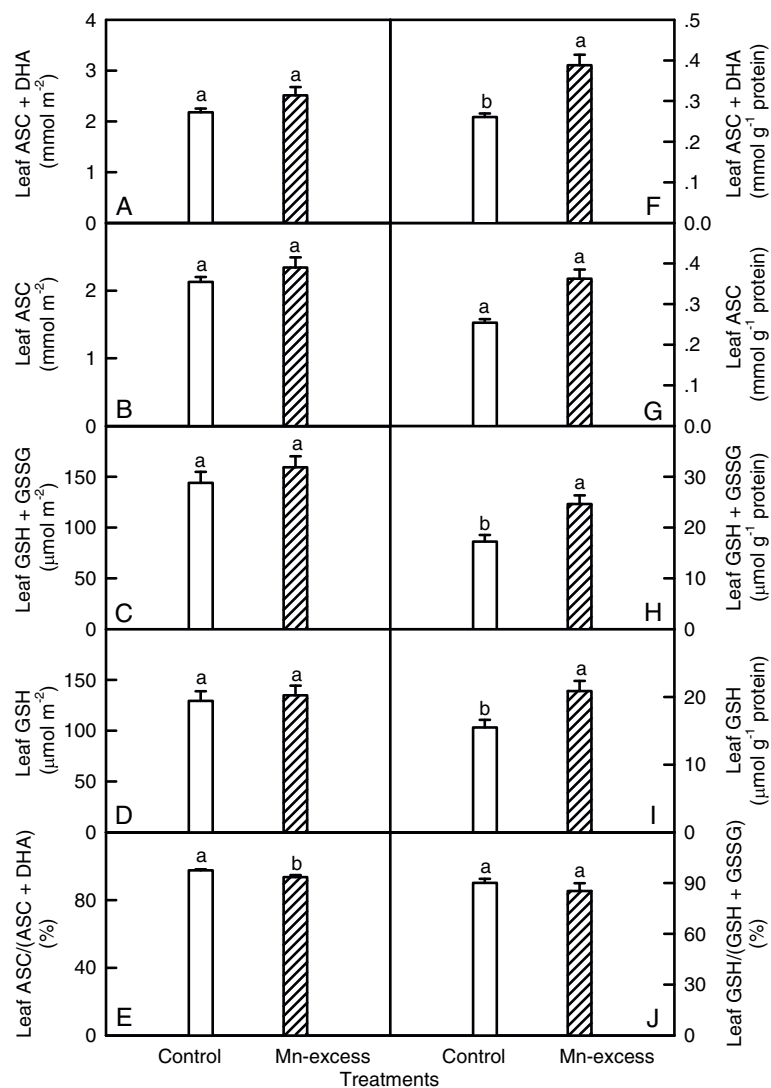 Leaf ASC + DHA
(mmol m⁻²)
4
3
2
1
0
a
a
A
b
a
F
.5
.4
.3
.2
.1
0.0
Leaf ASC + DHA
(mmol g⁻¹ protein)
Leaf ASC
(mmol m⁻²)
2
1
0
a
a
B
a
a
G
.4
.3
.2
.1
0.0
Leaf ASC
(mmol g⁻¹ protein)
Leaf GSH + GSSG
(μmol m⁻²)
150
100
50
0
a
a
C
b
a
H
30
20
10
0
Leaf GSH + GSSG
(μmol g⁻¹ protein)
Leaf GSH
(μmol m⁻²)
150
100
50
0
a
a
D
b
a
I
20
10
0
Leaf GSH
(μmol g⁻¹ protein)
Leaf ASC/(ASC + DHA)
(%)
80
40
0
a
b
E
a
a
J
90
60
30
0
Leaf GSH/(GSH + GSSG)
(%)
Control Mn-excess Control Mn-excess
Treatments